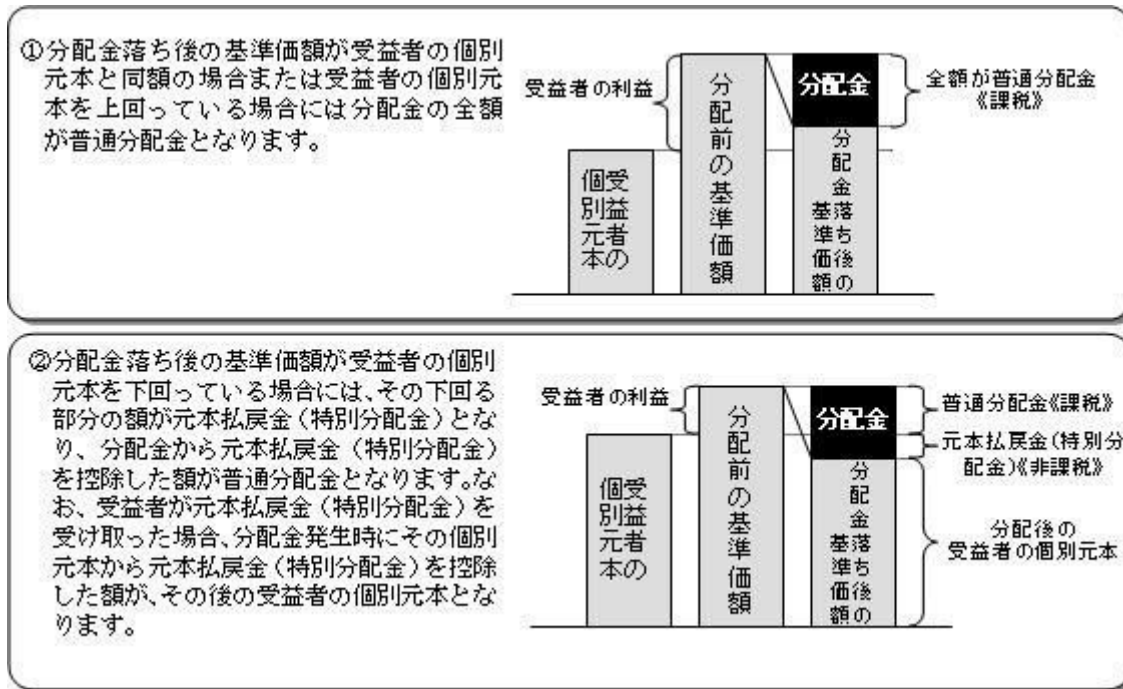 ①分配金落ち後の基準価額が受益者の個別
元本と同額の場合または受益者の個別元
本を上回っている場合には分配金の全額
が普通分配金となります。
受益者の利益
分配前の基準価額
分配金
全額が普通分配金
《課税》
受益者の
個別元本
分配金落ち後の
基準価額
②分配金落ち後の基準価額が受益者の個別
元本を下回っている場合には、その下回る
部分の額が元本払戻金(特別分配金)とな
り、分配金から元本払戻金(特別分配金)
を控除した額が普通分配金となります。な
お、受益者が元本払戻金(特別分配金)を
受け取った場合、分配金発生時にその個別
元本から元本払戻金(特別分配金)を控除
した額が、その後の受益者の個別元本とな
ります。
受益者の利益
分配前の基準価額
分配金
普通分配金《課税》
元本払戻金(特別分
配金)《非課税》
受益者の
個別元本
分配金落ち後の
基準価額
分配後の
受益者の個別元本